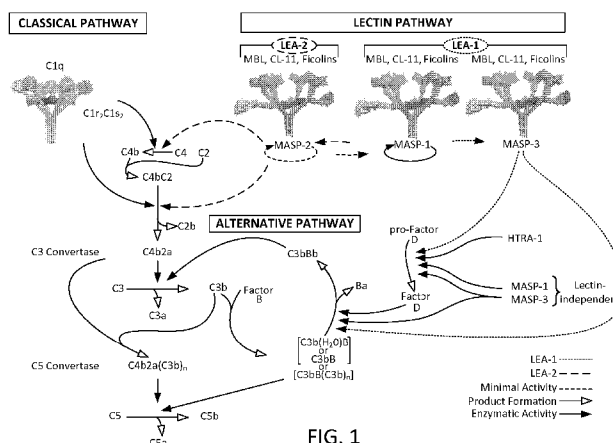 CLASSICAL PATHWAY
LECTIN PATHWAY
LEA-2
LEA-1
C1q
MBL, CL-11, Ficolins
MBL, CL-11, Ficolins
MBL, CL-11, Ficolins
C1r₂C1s₂
MASP-2
MASP-1
MASP-3
C4b
C4
C2
C4bC2
C2b
ALTERNATIVE PATHWAY
pro-Factor
D
HTRA-1
C3 Convertase
C4b2a
C3bBb
Ba
MASP-1
MASP-3
Lectin-
independent
C3
C3b
Factor
B
Factor
D
C3a
[C3b(H₂O)B]
or
C3bB
or
[C3bB(C3b)n]
C5 Convertase
C4b2a(C3b)n
LEA-1
LEA-2
Minimal Activity
Product Formation
Enzymatic Activity
C5
C5b
C5a
FIG. 1